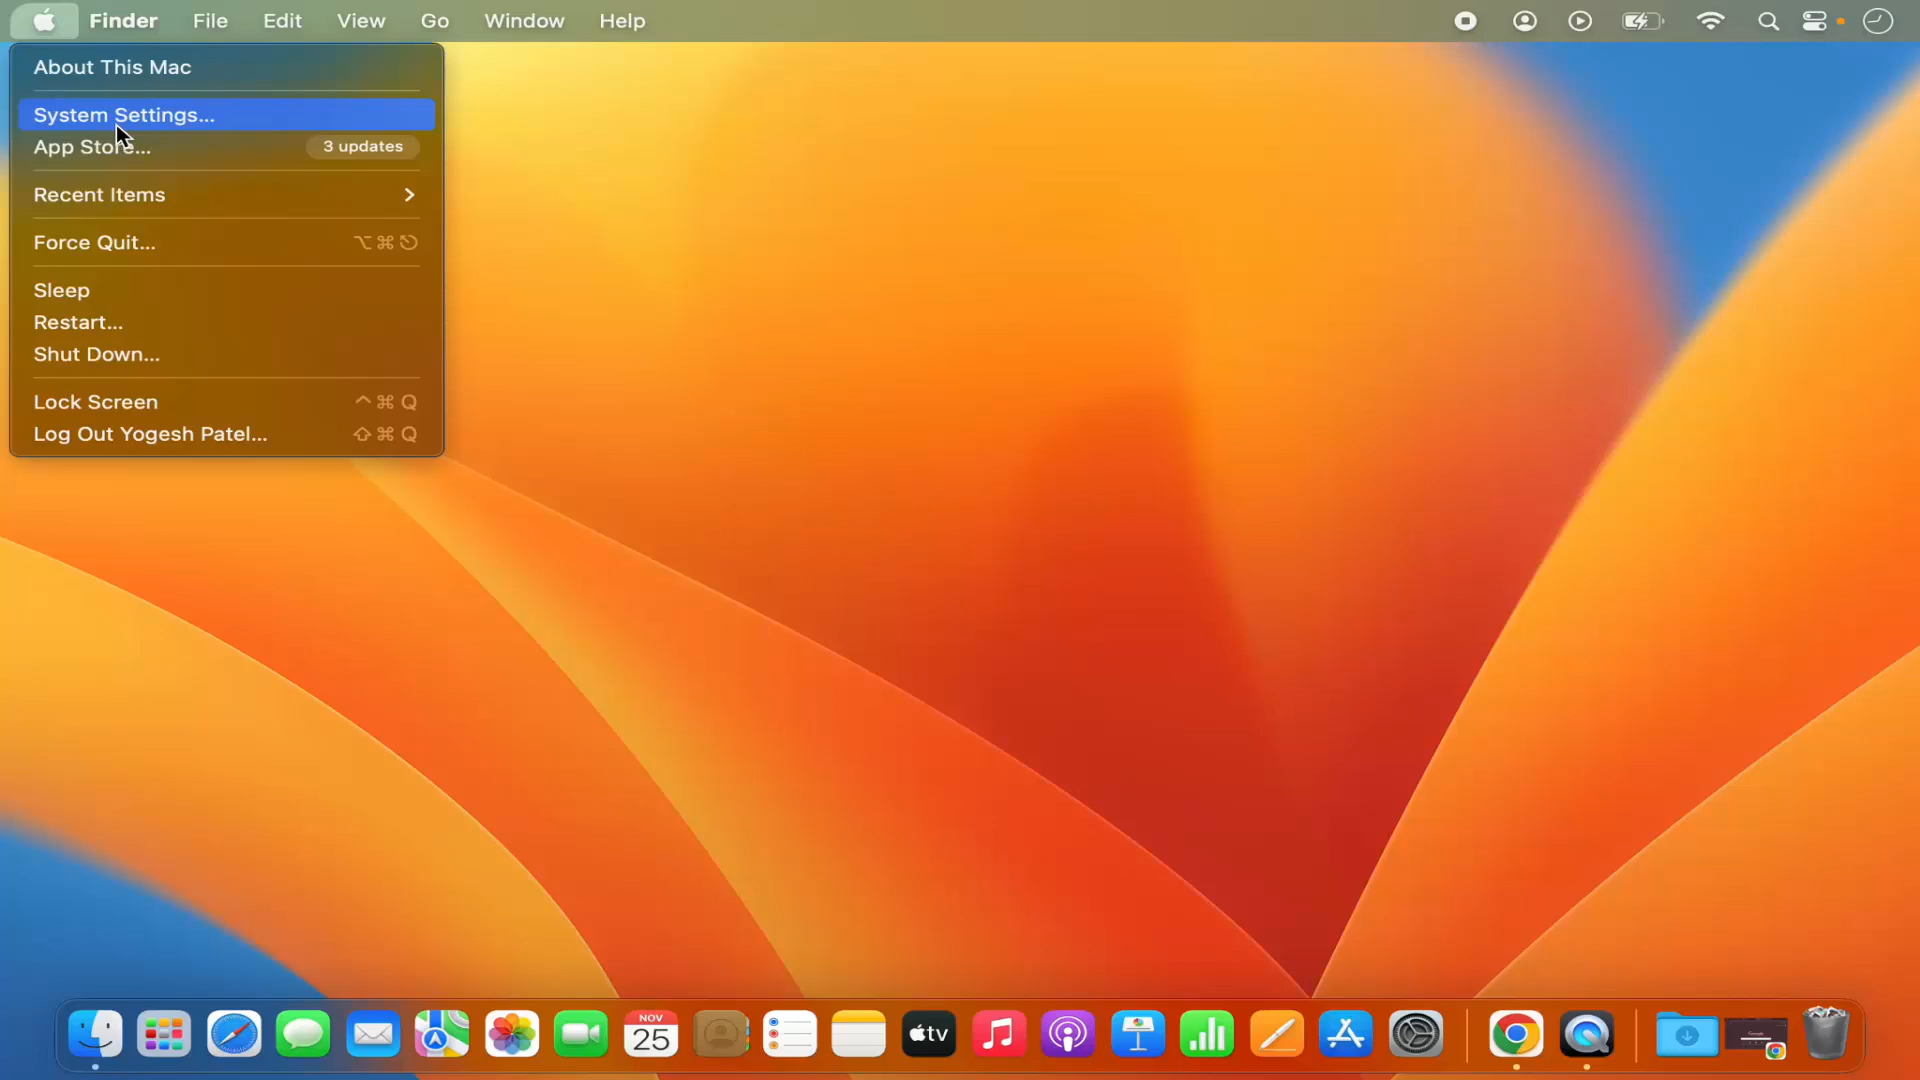 Finder File Edit View Go Window Help
About This Mac
System Settings...
App Store... 3 updates
Recent Items
Force Quit... ⌥⌘⎋
Sleep
Restart...
Shut Down...
Lock Screen ^⌘Q
Log Out Yogesh Patel... ⇧⌘Q
NOV
25
tv